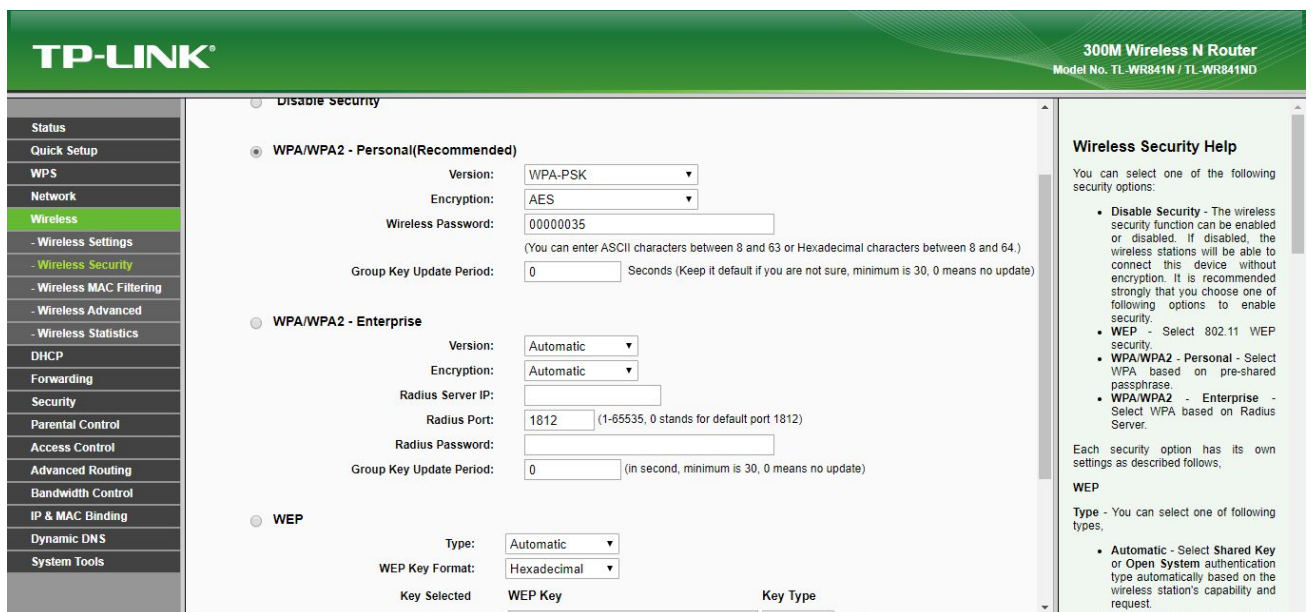 TP-LINK®
300M Wireless N Router
Model No. TL-WR841N / TL-WR841ND
Status
Quick Setup
WPS
Network
Wireless
- Wireless Settings
- Wireless Security
- Wireless MAC Filtering
- Wireless Advanced
- Wireless Statistics
DHCP
Forwarding
Security
Parental Control
Access Control
Advanced Routing
Bandwidth Control
IP & MAC Binding
Dynamic DNS
System Tools
Disable Security
WPA/WPA2 - Personal(Recommended)
Version: WPA-PSK
Encryption: AES
Wireless Password: 00000035
(You can enter ASCII characters between 8 and 63 or Hexadecimal characters between 8 and 64.)
Group Key Update Period: 0 Seconds (Keep it default if you are not sure, minimum is 30, 0 means no update)
WPA/WPA2 - Enterprise
Version: Automatic
Encryption: Automatic
Radius Server IP:
Radius Port: 1812 (1-65535, 0 stands for default port 1812)
Radius Password:
Group Key Update Period: 0 (in second, minimum is 30, 0 means no update)
WEP
Type: Automatic
WEP Key Format: Hexadecimal
Key Selected WEP Key Key Type
Wireless Security Help
You can select one of the following
security options:
• Disable Security - The wireless
security function can be enabled
or disabled. If disabled, the
wireless stations will be able to
connect this device without
encryption. It is recommended
strongly that you choose one of
following options to enable
security.
• WEP - Select 802.11 WEP
security.
• WPA/WPA2 - Personal - Select
WPA based on pre-shared
passphrase.
• WPA/WPA2 - Enterprise -
Select WPA based on Radius
Server.
Each security option has its own
settings as described follows,
WEP
Type - You can select one of following
types,
• Automatic - Select Shared Key
or Open System authentication
type automatically based on the
wireless station's capability and
request.